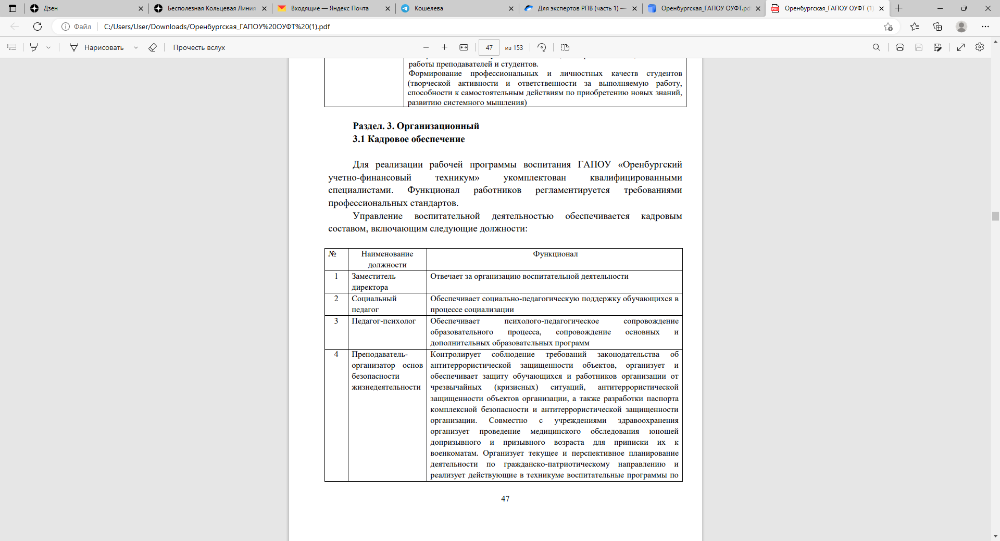 Дзен
Бесполезная Кольцевая Линия
Входящие — Яндекс Почта
Кошелева
Для экспертов РПВ (часть 1) —
Оренбургская_ГАПОУ ОУФТ.pd
Оренбургская_ГАПОУ ОУФТ (1)
Файл
C:/Users/User/Downloads/Оренбургская_ГАПОУ%20ОУФТ%20(1).pdf
Нарисовать
Прочесть вслух
47
из 153
работы преподавателей и студентов.
Формирование профессиональных и личностных качеств студентов
(творческой активности и ответственности за выполняемую работу,
способности к самостоятельным действиям по приобретению новых знаний,
развитию системного мышления)
Раздел. 3. Организационный
3.1 Кадровое обеспечение
Для реализации рабочей программы воспитания ГАПОУ «Оренбургский
учетно-финансовый техникум» укомплектован квалифицированными
специалистами. Функционал работников регламентируется требованиями
профессиональных стандартов.
Управление воспитательной деятельностью обеспечивается кадровым
составом, включающим следующие должности:
№
Наименование
должности
Функционал
1
Заместитель
директора
Отвечает за организацию воспитательной деятельности
2
Социальный
педагог
Обеспечивает социально-педагогическую поддержку обучающихся в
процессе социализации
3
Педагог-психолог
Обеспечивает психолого-педагогическое сопровождение
образовательного процесса, сопровождение основных и
дополнительных образовательных программ
4
Преподаватель-
организатор основ
безопасности
жизнедеятельности
Контролирует соблюдение требований законодательства об
антитеррористической защищенности объектов, организует и
обеспечивает защиту обучающихся и работников организации от
чрезвычайных (кризисных) ситуаций, антитеррористической
защищенности объектов организации, а также разработки паспорта
комплексной безопасности и антитеррористической защищенности
организации. Совместно с учреждениями здравоохранения
организует проведение медицинского обследования юношей
допризывного и призывного возраста для приписки их к
военкоматам. Организует текущее и перспективное планирование
деятельности по гражданско-патриотическому направлению и
реализует действующие в техникуме воспитательные программы по
47